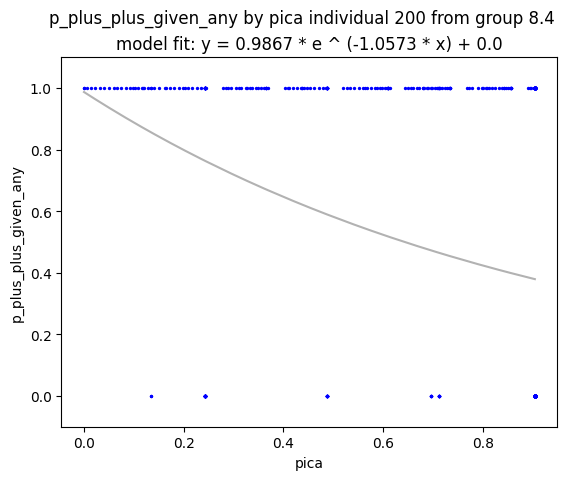 p_plus_plus_given_any by pica individual 200 from group 8.4
model fit: y = 0.9867 * e ^ (-1.0573 * x) + 0.0
p_plus_plus_given_any
1.0
0.8
0.6
0.4
0.2
0.0
0.0 0.2 0.4 0.6 0.8
pica